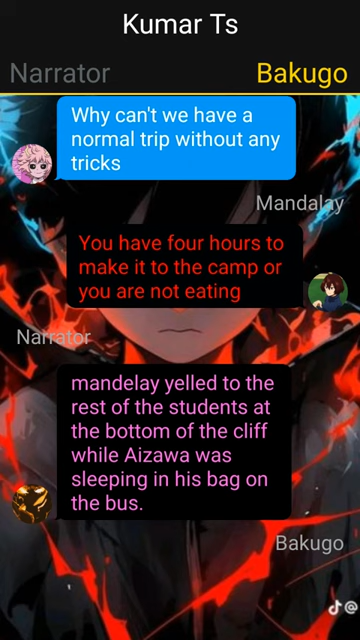 Kumar Ts
Narrator
Bakugo
Why can't we have a
normal trip without any
tricks
Mandalay
You have four hours to
make it to the camp or
you are not eating
Narrator
mandelay yelled to the
rest of the students at
the bottom of the cliff
while Aizawa was
sleeping in his bag on
the bus.
Bakugo
@